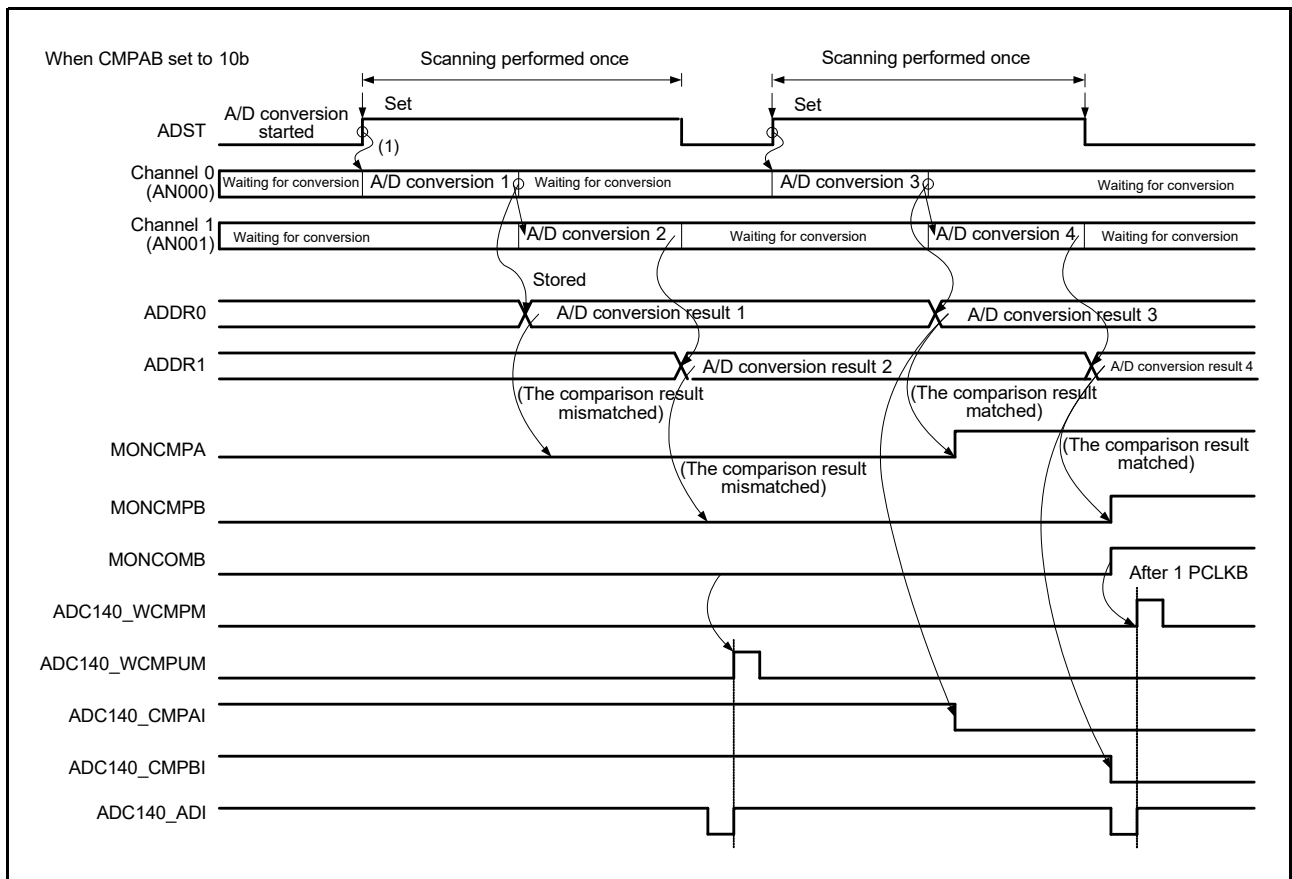 When CMPAB set to 10b
Scanning performed once
Scanning performed once
A/D conversion
started
Set
Set
ADST
(1)
Channel 0
(AN000)
Waiting for conversion
A/D conversion 1
Waiting for conversion
A/D conversion 3
Waiting for conversion
Channel 1
(AN001)
Waiting for conversion
A/D conversion 2
Waiting for conversion
A/D conversion 4
Waiting for conversion
Stored
ADDR0
A/D conversion result 1
A/D conversion result 3
ADDR1
A/D conversion result 2
A/D conversion result 4
(The comparison result
mismatched)
(The comparison result
matched)
MONCMPA
(The comparison result
mismatched)
(The comparison result
matched)
MONCMPB
MONCOMB
After 1 PCLKB
ADC140_WCMPM
ADC140_WCMPUM
ADC140_CMPAI
ADC140_CMPBI
ADC140_ADI